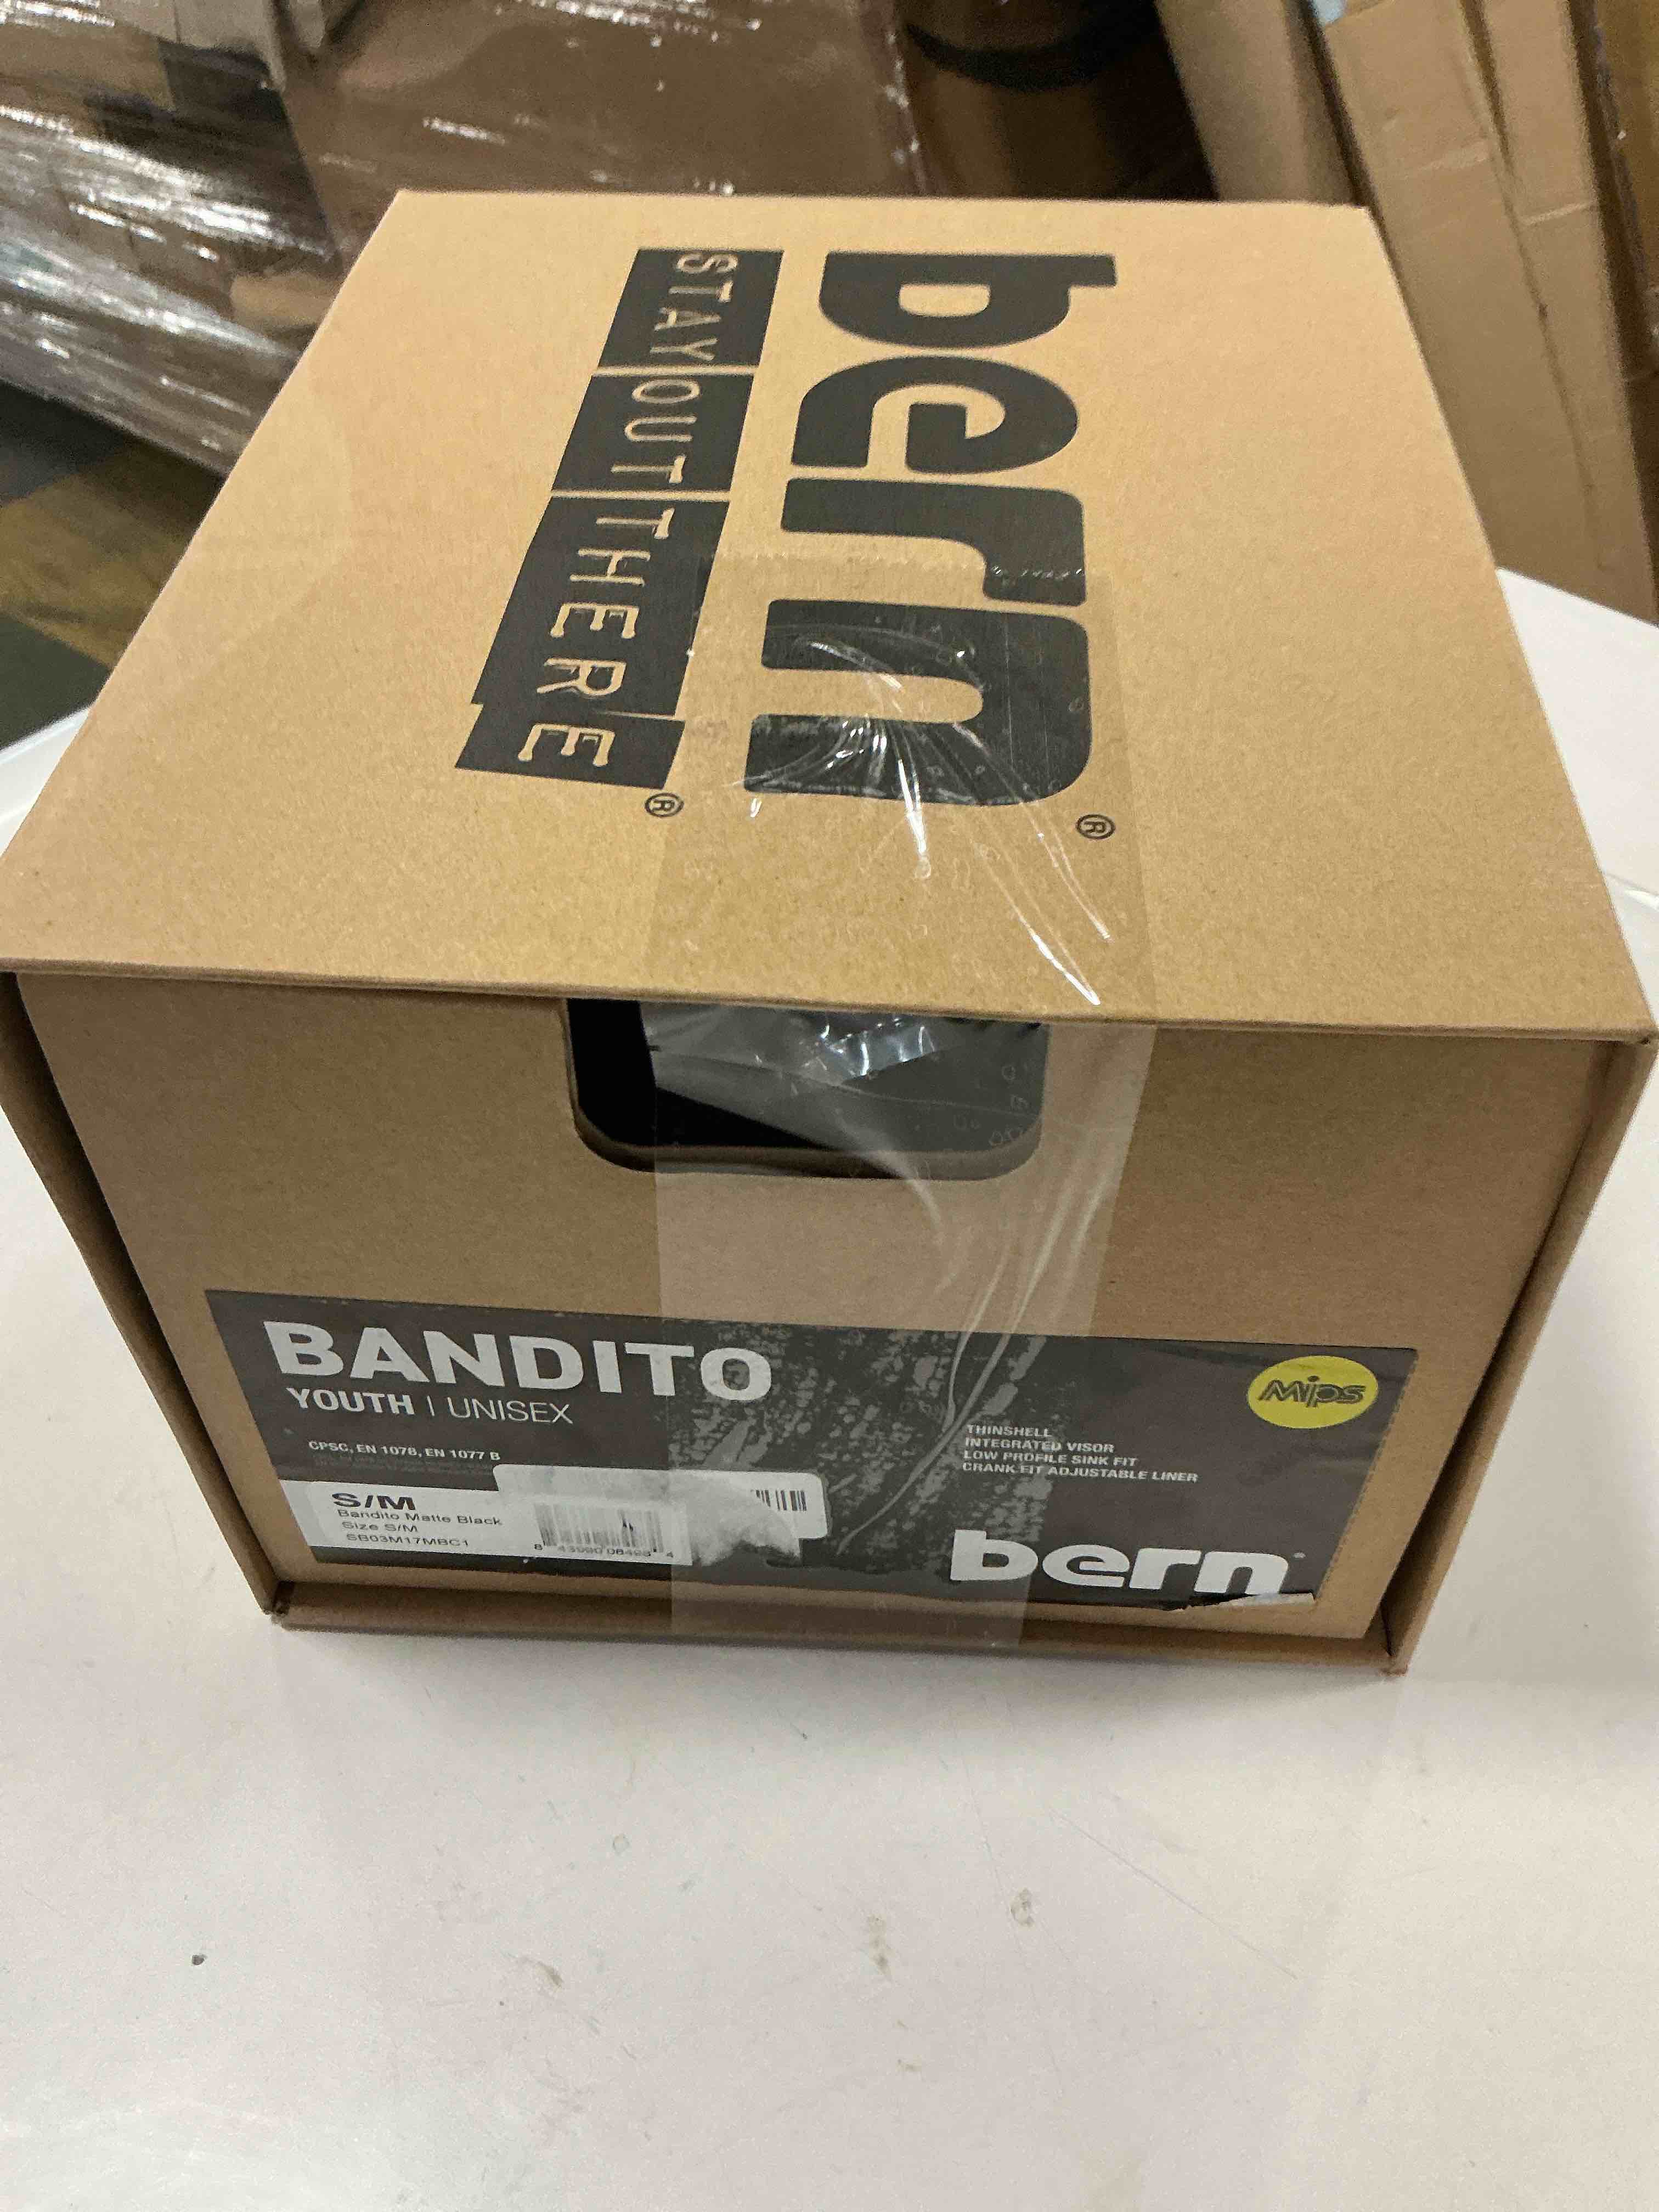 bern®
STAY OUT THERE®
BANDITO
YOUTH | UNISEX
CPSC, EN 1078, EN 1077 B
Mips
THINSHELL
INTEGRATED VISOR
LOW PROFILE SINK FIT
CRANK FIT ADJUSTABLE LINER
S/M
Bandito Matte Black
Size S/M
SB03M17MBC1
bern